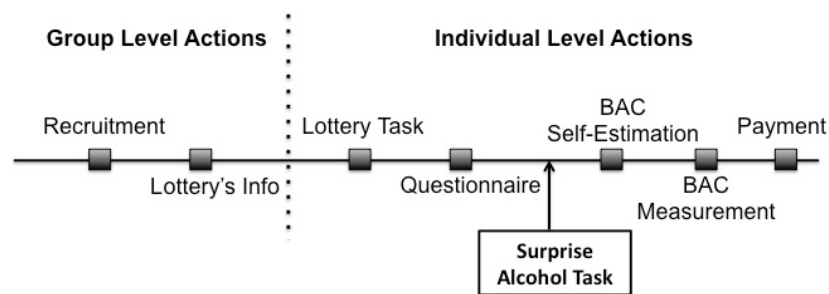 Group Level Actions
Individual Level Actions
Recruitment
Lottery's Info
Lottery Task
Questionnaire
BAC
Self-Estimation
BAC
Measurement
Payment
Surprise
Alcohol Task